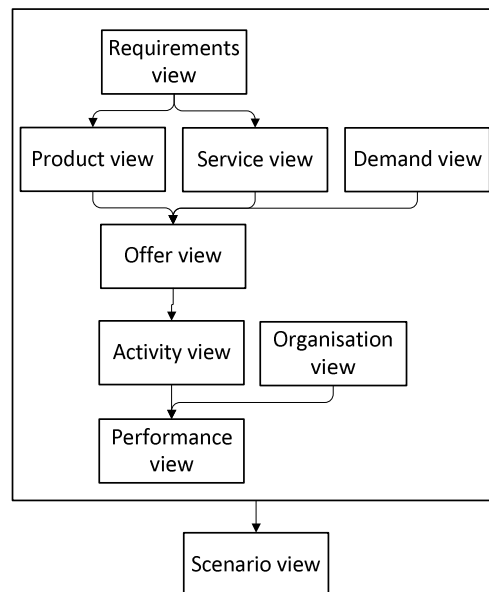 Requirements
view
Product view
Service view
Demand view
Offer view
Activity view
Organisation
view
Performance
view
Scenario view